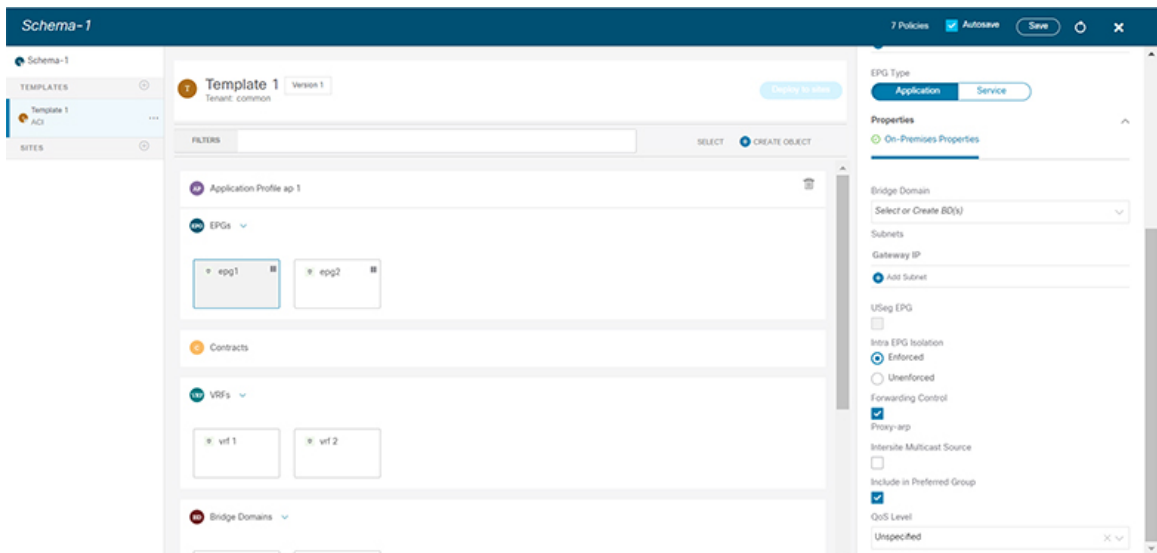 Schema-1
7 Policies
Autosave
Save
Schema-1
TEMPLATES
Template 1
ACI
SITES
T
Template 1
Version 1
Tenant: common
Deploy to sites
FILTERS
SELECT
CREATE OBJECT
AP
Application Profile ap 1
EPG
EPGs
epg1
epg2
C
Contracts
VRF
VRFs
vrf 1
vrf 2
BD
Bridge Domains
EPG Type
Application
Service
Properties
On-Premises Properties
Bridge Domain
Select or Create BD(s)
Subnets
Gateway IP
Add Subnet
USeg EPG
Intra EPG Isolation
Enforced
Unenforced
Forwarding Control
Proxy-arp
Intersite Multicast Source
Include in Preferred Group
QoS Level
Unspecified